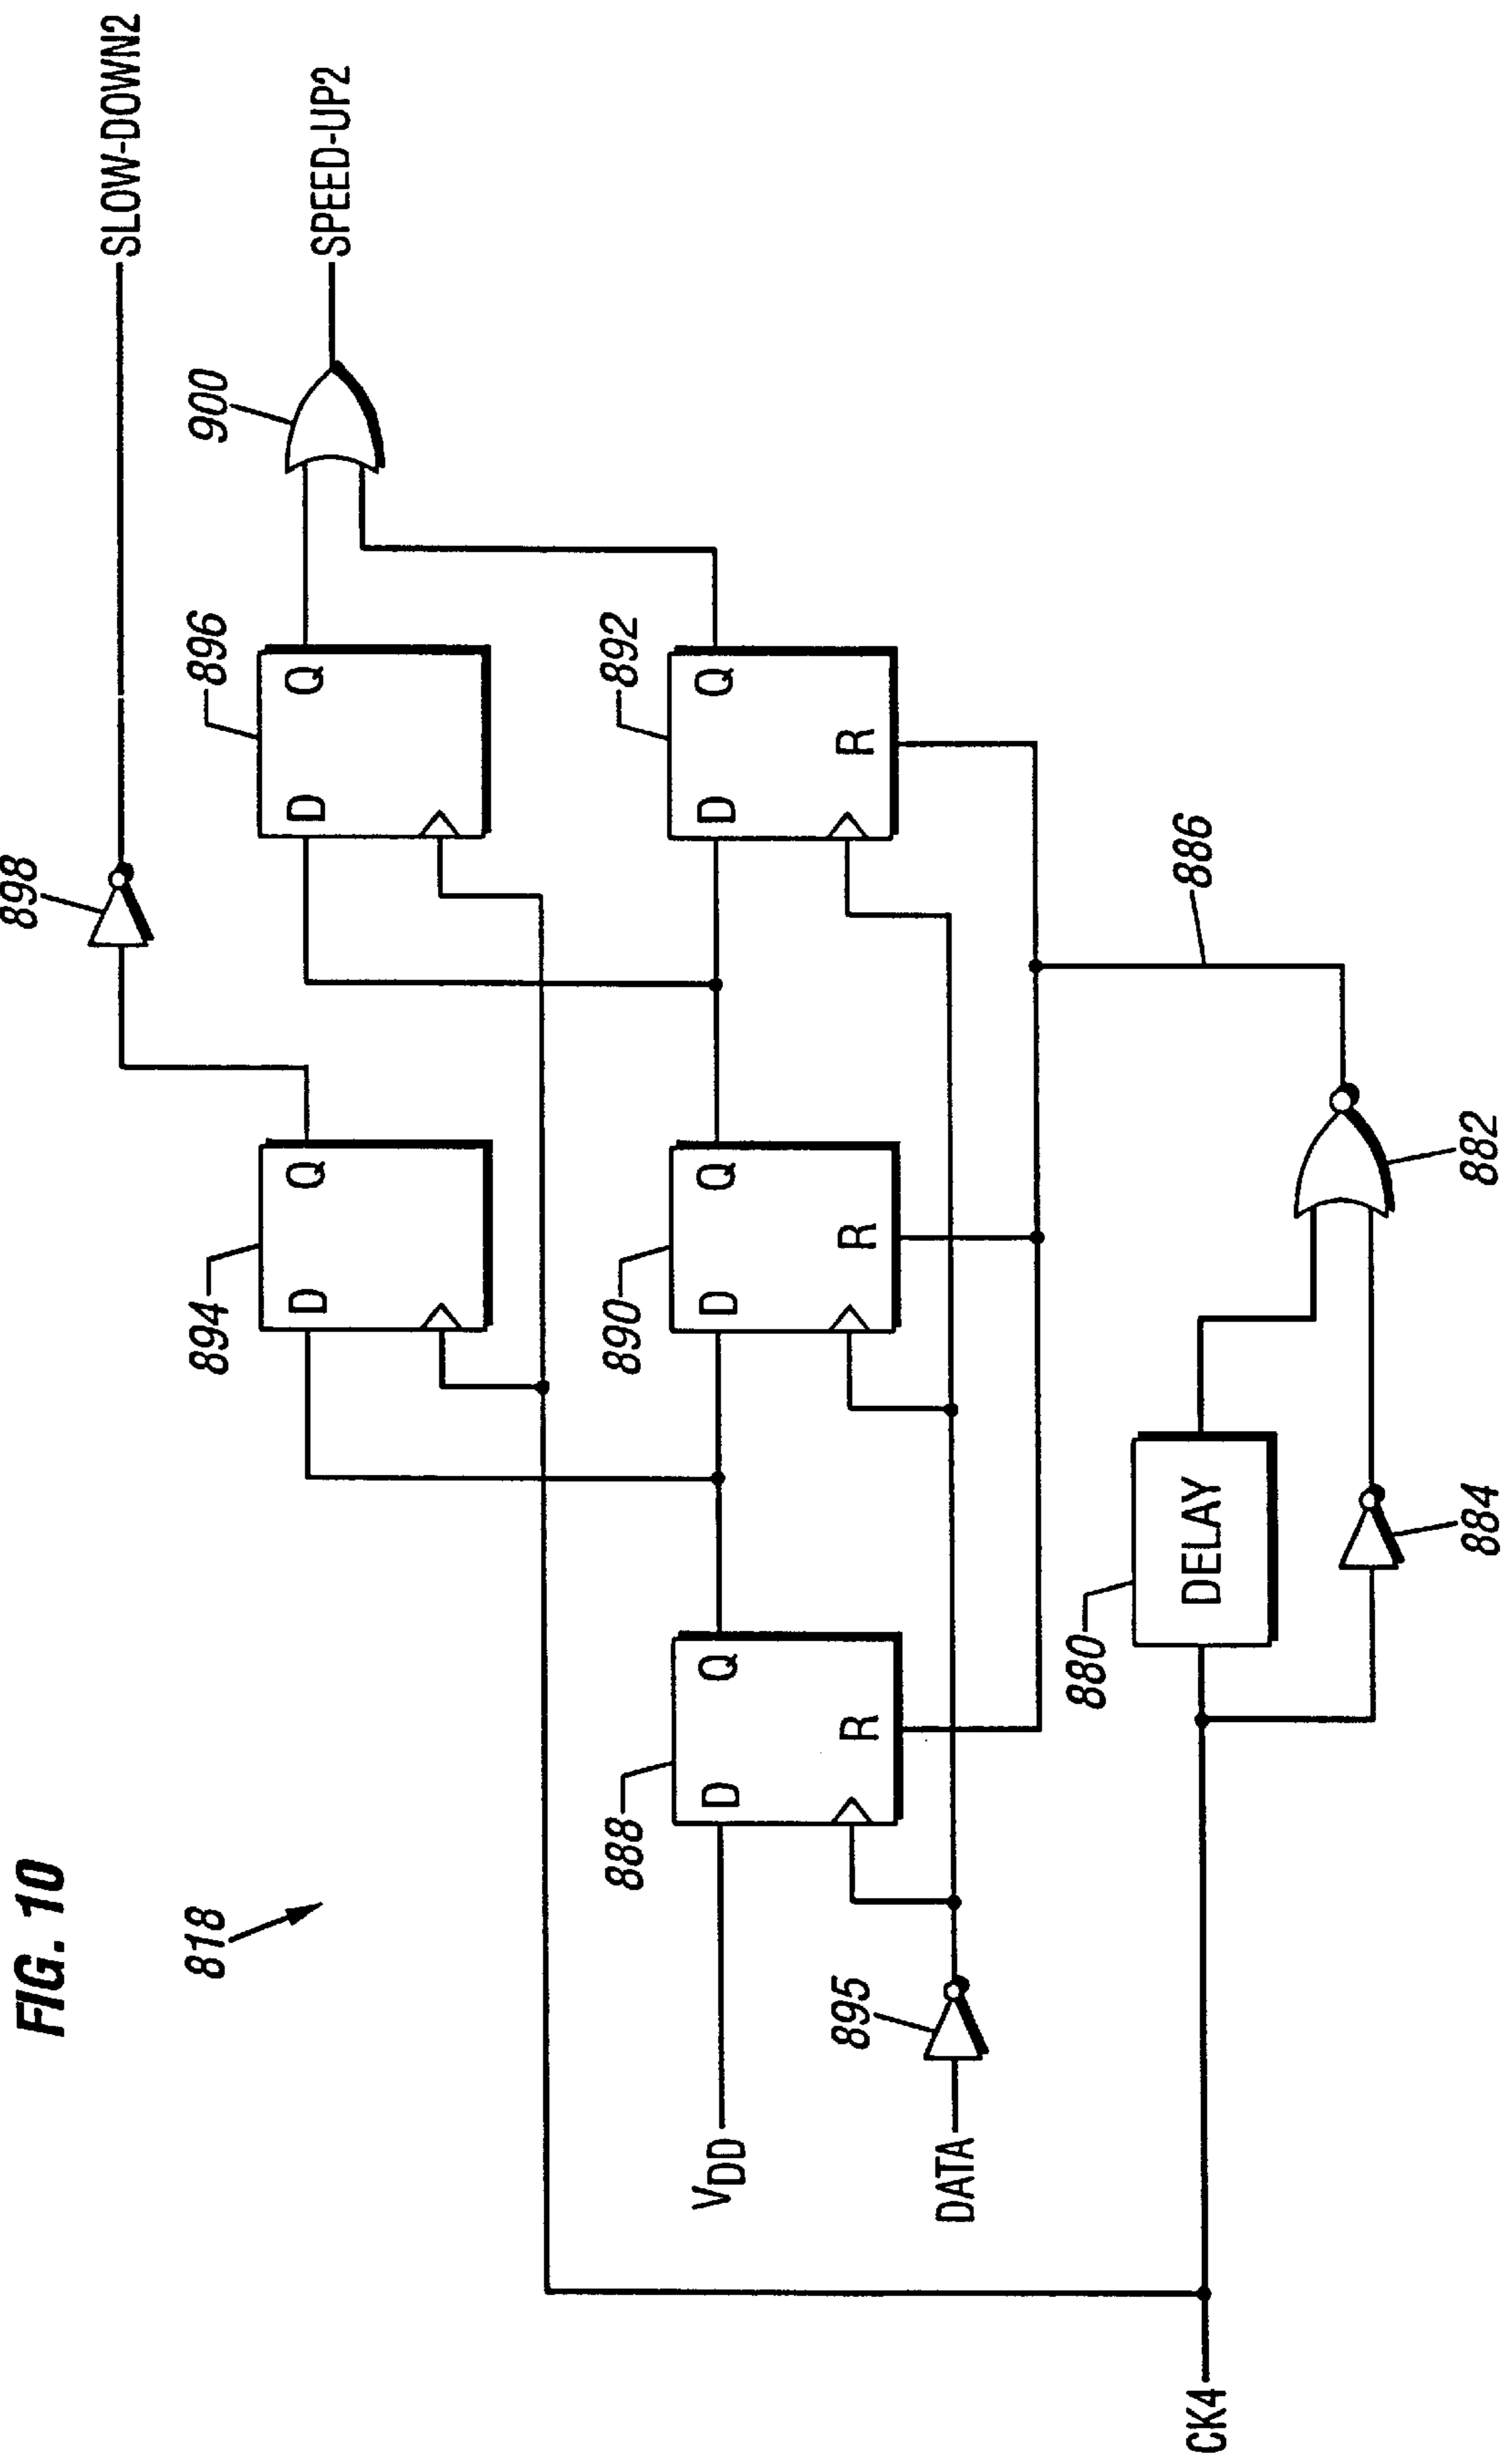 FIG. 10
818
898
SLOW-DOWN2
894
D
Q
896
D
Q
900
SPEED-UP2
VDD
888
D
Q
R
890
D
Q
R
892
D
Q
R
DATA
895
886
880
DELAY
884
882
CK4